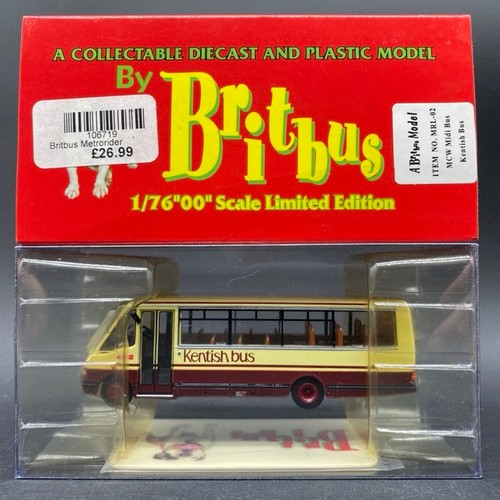 A COLLECTABLE DIECAST AND PLASTIC MODEL
By
Britbus
1/76"00" Scale Limited Edition
106719
Britbus Metrorider
£26.99
A Britbus Model
ITEM NO. MRL-02
MCW Midi Bus
Kentish Bus
Kentish bus
Britbus